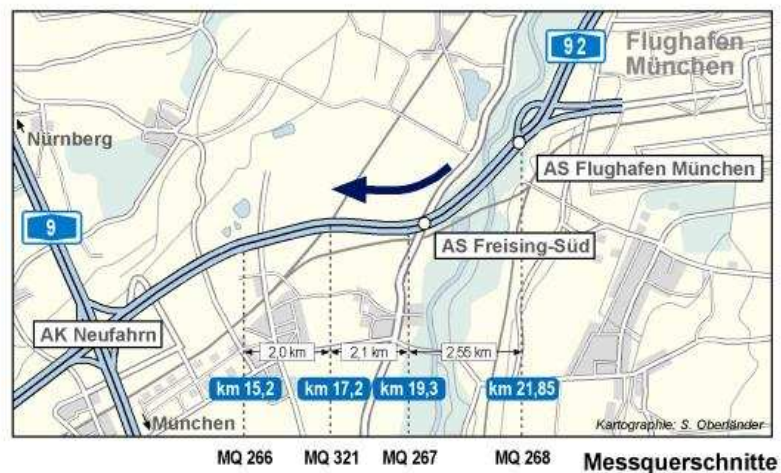 92
Flughafen
München
Nürnberg
AS Flughafen München
9
AS Freising-Süd
AK Neufahrn
2,0 km
2,1 km
2,55 km
km 15,2
km 17,2
km 19,3
km 21,85
München
Kartographie: S. Oberländer
MQ 266
MQ 321
MQ 267
MQ 268
Messquerschnitte